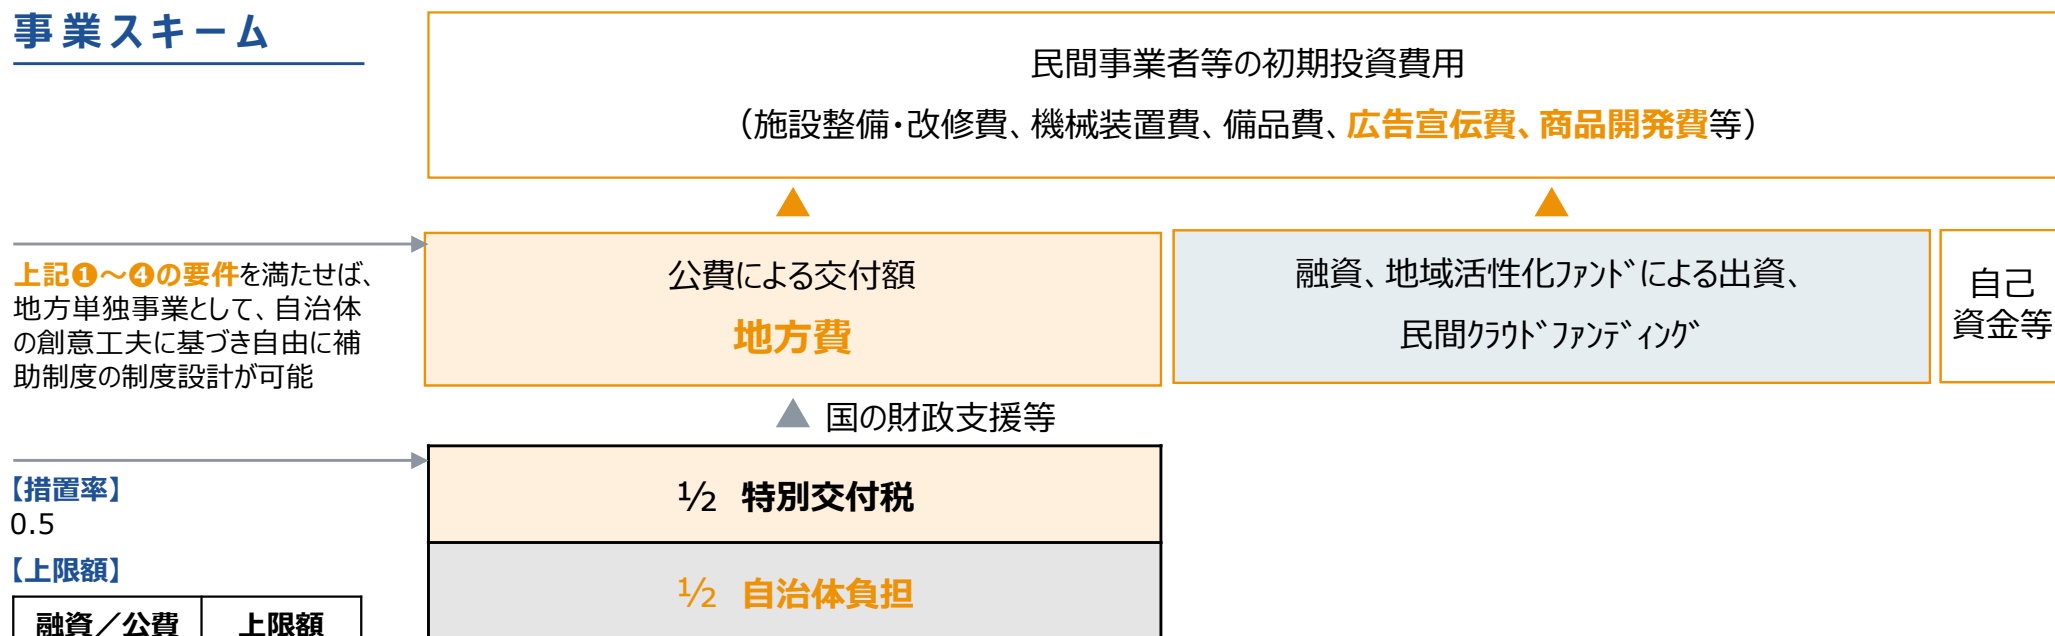 事業スキーム
民間事業者等の初期投資費用
（施設整備・改修費、機械装置費、備品費、広告宣伝費、商品開発費等）
上記❶～❹の要件を満たせば、
地方単独事業として、自治体
の創意工夫に基づき自由に補
助制度の制度設計が可能
公費による交付額
地方費
融資、地域活性化ﾌｧﾝﾄﾞによる出資、
民間ｸﾗｳﾄﾞﾌｧﾝﾃﾞｨﾝｸﾞ
自己
資金等
国の財政支援等
【措置率】
0.5
【上限額】
融資／公費 上限額
½ 特別交付税
½ 自治体負担